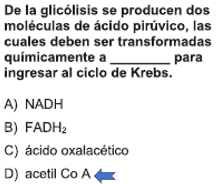 De la glicólisis se producen dos
moléculas de ácido pirúvico, las
cuales deben ser transformadas
químicamente a _________ para
ingresar al ciclo de Krebs.
A) NADH
B) FADH₂
C) ácido oxalacético
D) acetil Co A